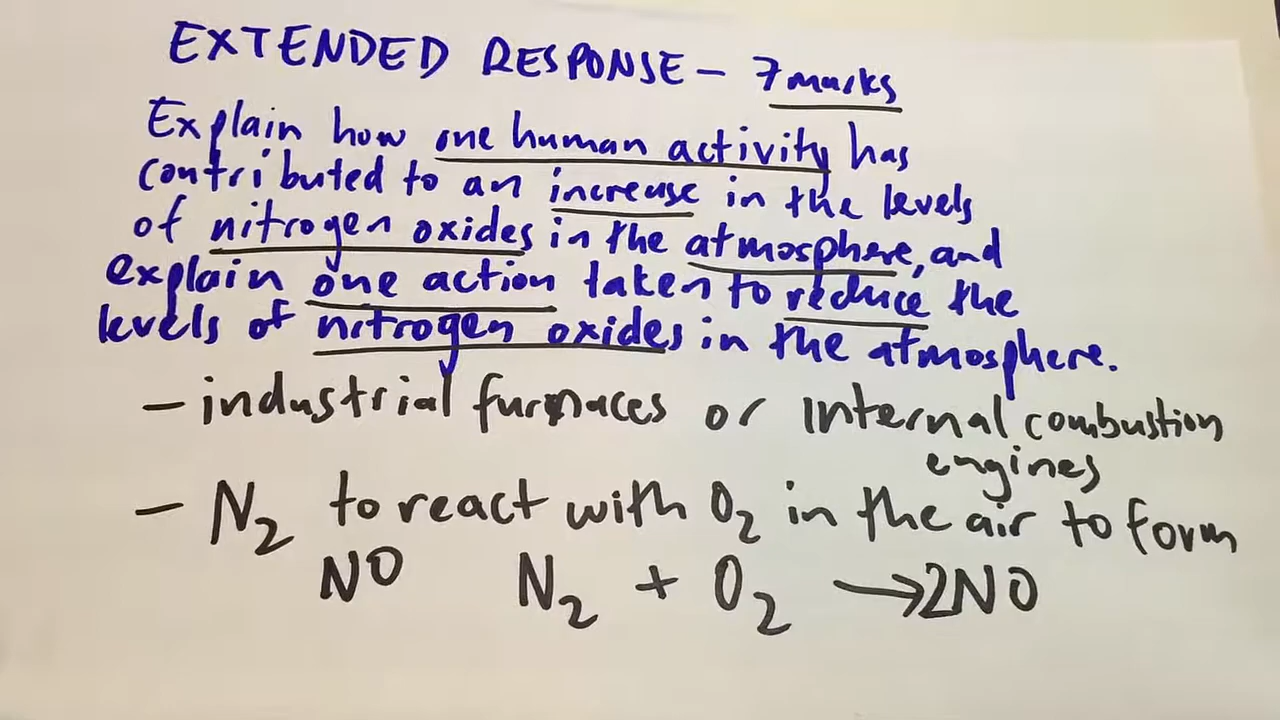 EXTENDED RESPONSE – 7 marks
Explain how one human activity has
contributed to an increase in the levels
of nitrogen oxides in the atmosphere, and
explain one action taken to reduce the
levels of nitrogen oxides in the atmosphere.
– industrial furnaces or internal combustion
engines
– N₂ to react with O₂ in the air to form
NO N₂ + O₂ → 2NO